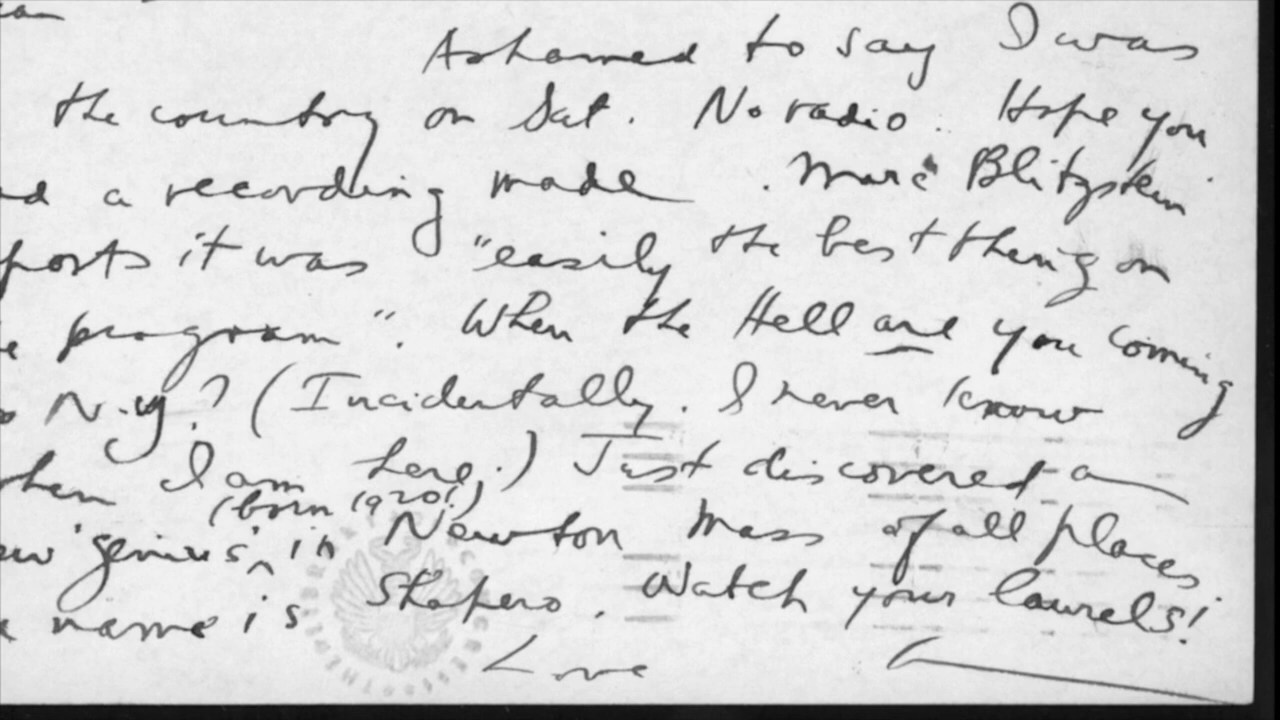 Ashamed to say I was
the country on Sat. No radio. Hope you
a recording made. Marc Blitzstein
ports it was "easily the best thing on
program". When the Hell are you coming
N.Y.? (Incidentally. I never know
hen I am here.) Just discovered a
(born 1920!)
'genius' ^ in Newton Mass of all places
name is Shapero. Watch your laurels!
Love